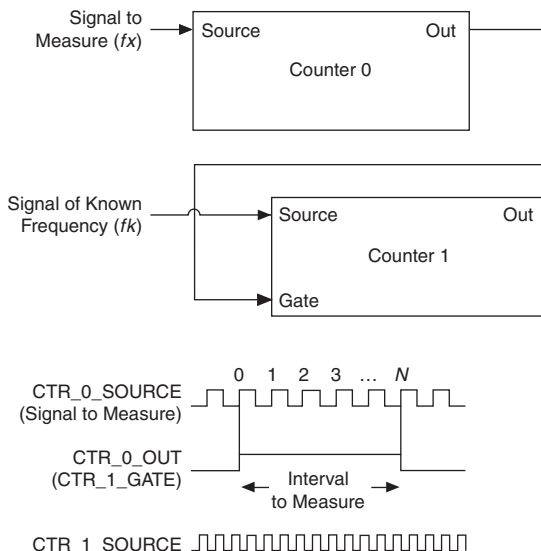 Signal to
Measure (fx)
Source
Out
Counter 0
Signal of Known
Frequency (fk)
Source
Out
Counter 1
Gate
0 1 2 3 … N
CTR_0_SOURCE
(Signal to Measure)
CTR_0_OUT
(CTR_1_GATE)
Interval
to Measure
CTR_1_SOURCE